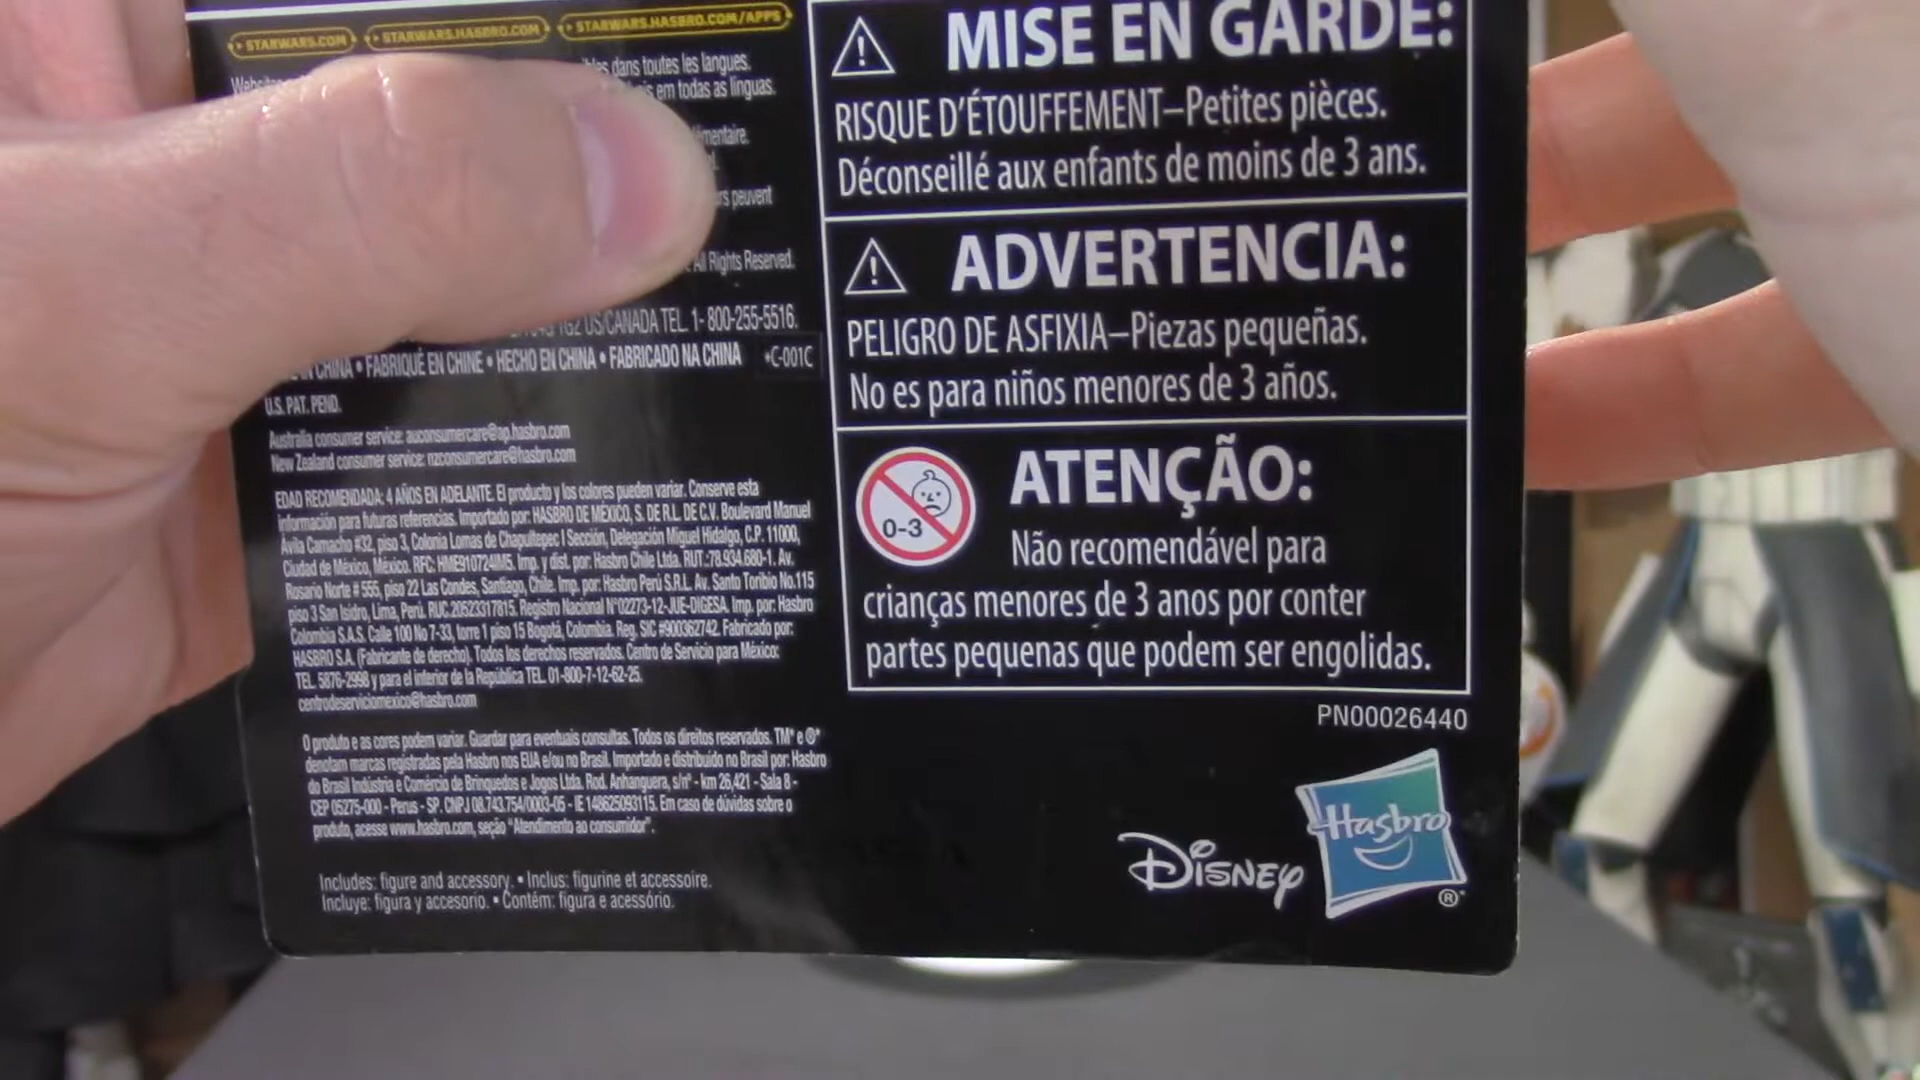 STARWARS.COM STARWARS.HASBRO.COM STARWARS.HASBRO.COM/APPS
dans toutes les langues.
em todas as línguas.
peuvent
All Rights Reserved.
US/CANADA TEL. 1-800-255-5516.
CHINA • FABRIQUÉ EN CHINE • HECHO EN CHINA • FABRICADO NA CHINA •C-001C
U.S. PAT. PEND.
Australia consumer service: auconsumercare@ap.hasbro.com
New Zealand consumer service: nzconsumercare@hasbro.com
EDAD RECOMENDADA: 4 AÑOS EN ADELANTE. El producto y los colores pueden variar. Conserve esta
información para futuras referencias. Importado por: HASBRO DE MEXICO, S. DE R.L. DE C.V. Boulevard Manuel
Ávila Camacho #32, piso 3, Colonia Lomas de Chapultepec I Sección, Delegación Miguel Hidalgo, C.P. 11000,
Ciudad de México, México. RFC: HME910724IM5. Imp. y dist. por: Hasbro Chile Ltda. RUT.:78.934.680-1. Av.
Rosario Norte # 555, piso 22 Las Condes, Santiago, Chile. Imp. por: Hasbro Perú S.R.L. Av. Santo Toribio No.115
piso 3 San Isidro, Lima, Perú. RUC 20523317815. Registro Nacional N°02273-12-JUE-DIGESA. Imp. por: Hasbro
Colombia S.A.S. Calle 100 No 7-33, torre 1 piso 15 Bogotá, Colombia. Reg. SIC #900362742. Fabricado por:
HASBRO S.A. (Fabricante de derecho). Todos los derechos reservados. Centro de Servicio para México:
TEL. 5876-2998 y para el interior de la República TEL. 01-800-7-12-62-25.
centrodeserviciomexico@hasbro.com
O produto e as cores podem variar. Guardar para eventuais consultas. Todos os direitos reservados. TM* e ®*
denotam marcas registradas pela Hasbro nos EUA e/ou no Brasil. Importado e distribuído no Brasil por: Hasbro
do Brasil Indústria e Comércio de Brinquedos e Jogos Ltda. Rod. Anhanguera, s/nº - km 26,421 - Sala 8 -
CEP 05275-000 - Perus - SP. CNPJ 08.743.754/0003-05 - IE 148625093115. Em caso de dúvidas sobre o
produto, acesse www.hasbro.com, seção "Atendimento ao consumidor".
Includes: figure and accessory. • Inclus: figurine et accessoire.
Incluye: figura y accesorio. • Contém: figura e acessório.
MISE EN GARDE:
RISQUE D'ÉTOUFFEMENT–Petites pièces.
Déconseillé aux enfants de moins de 3 ans.
ADVERTENCIA:
PELIGRO DE ASFIXIA–Piezas pequeñas.
No es para niños menores de 3 años.
0-3
ATENÇÃO:
Não recomendável para
crianças menores de 3 anos por conter
partes pequenas que podem ser engolidas.
PN00026440
Disney
Hasbro
®